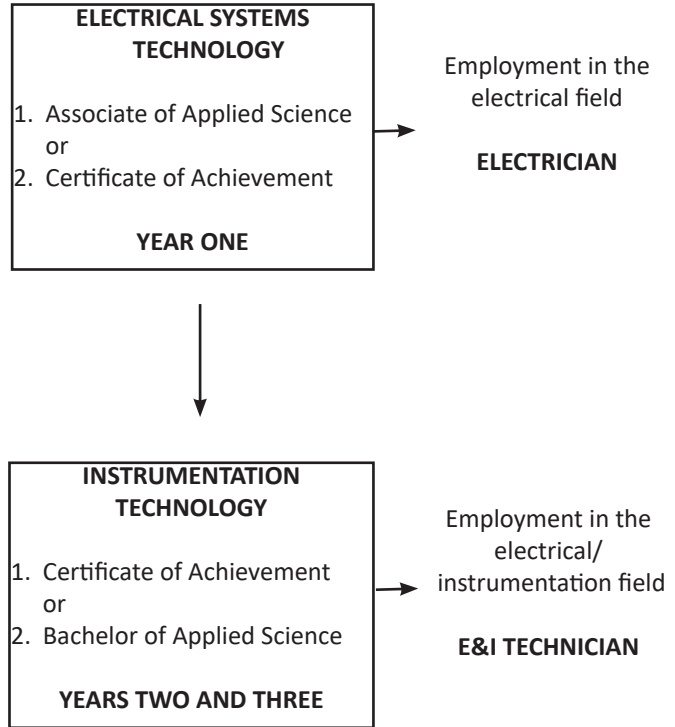 ELECTRICAL SYSTEMS
TECHNOLOGY
1. Associate of Applied Science
or
2. Certificate of Achievement
YEAR ONE
Employment in the
electrical field
ELECTRICIAN
INSTRUMENTATION
TECHNOLOGY
1. Certificate of Achievement
or
2. Bachelor of Applied Science
YEARS TWO AND THREE
Employment in the
electrical/
instrumentation field
E&I TECHNICIAN